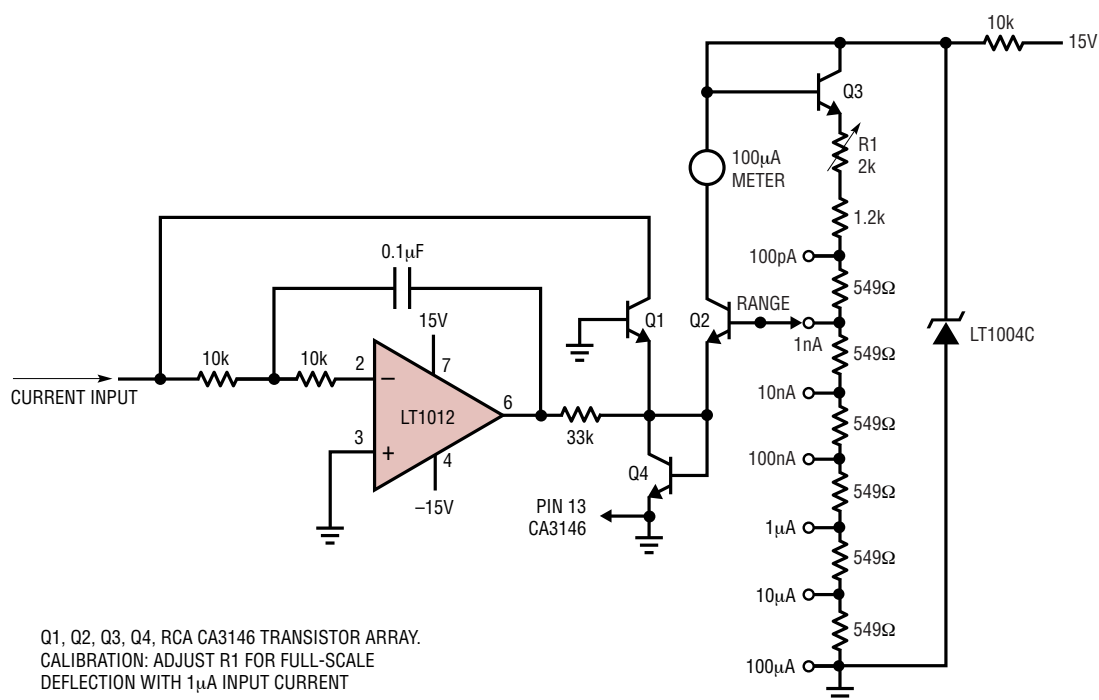 10k
15V
Q3
R1
2k
100µA
METER
1.2k
0.1µF
100pA
549Ω
RANGE
15V
Q1
Q2
1nA
LT1004C
10k
10k
2
7
549Ω
CURRENT INPUT
LT1012
6
10nA
33k
549Ω
3
4
100nA
Q4
–15V
549Ω
PIN 13
CA3146
1µA
549Ω
10µA
549Ω
Q1, Q2, Q3, Q4, RCA CA3146 TRANSISTOR ARRAY.
CALIBRATION: ADJUST R1 FOR FULL-SCALE
DEFLECTION WITH 1µA INPUT CURRENT
100µA